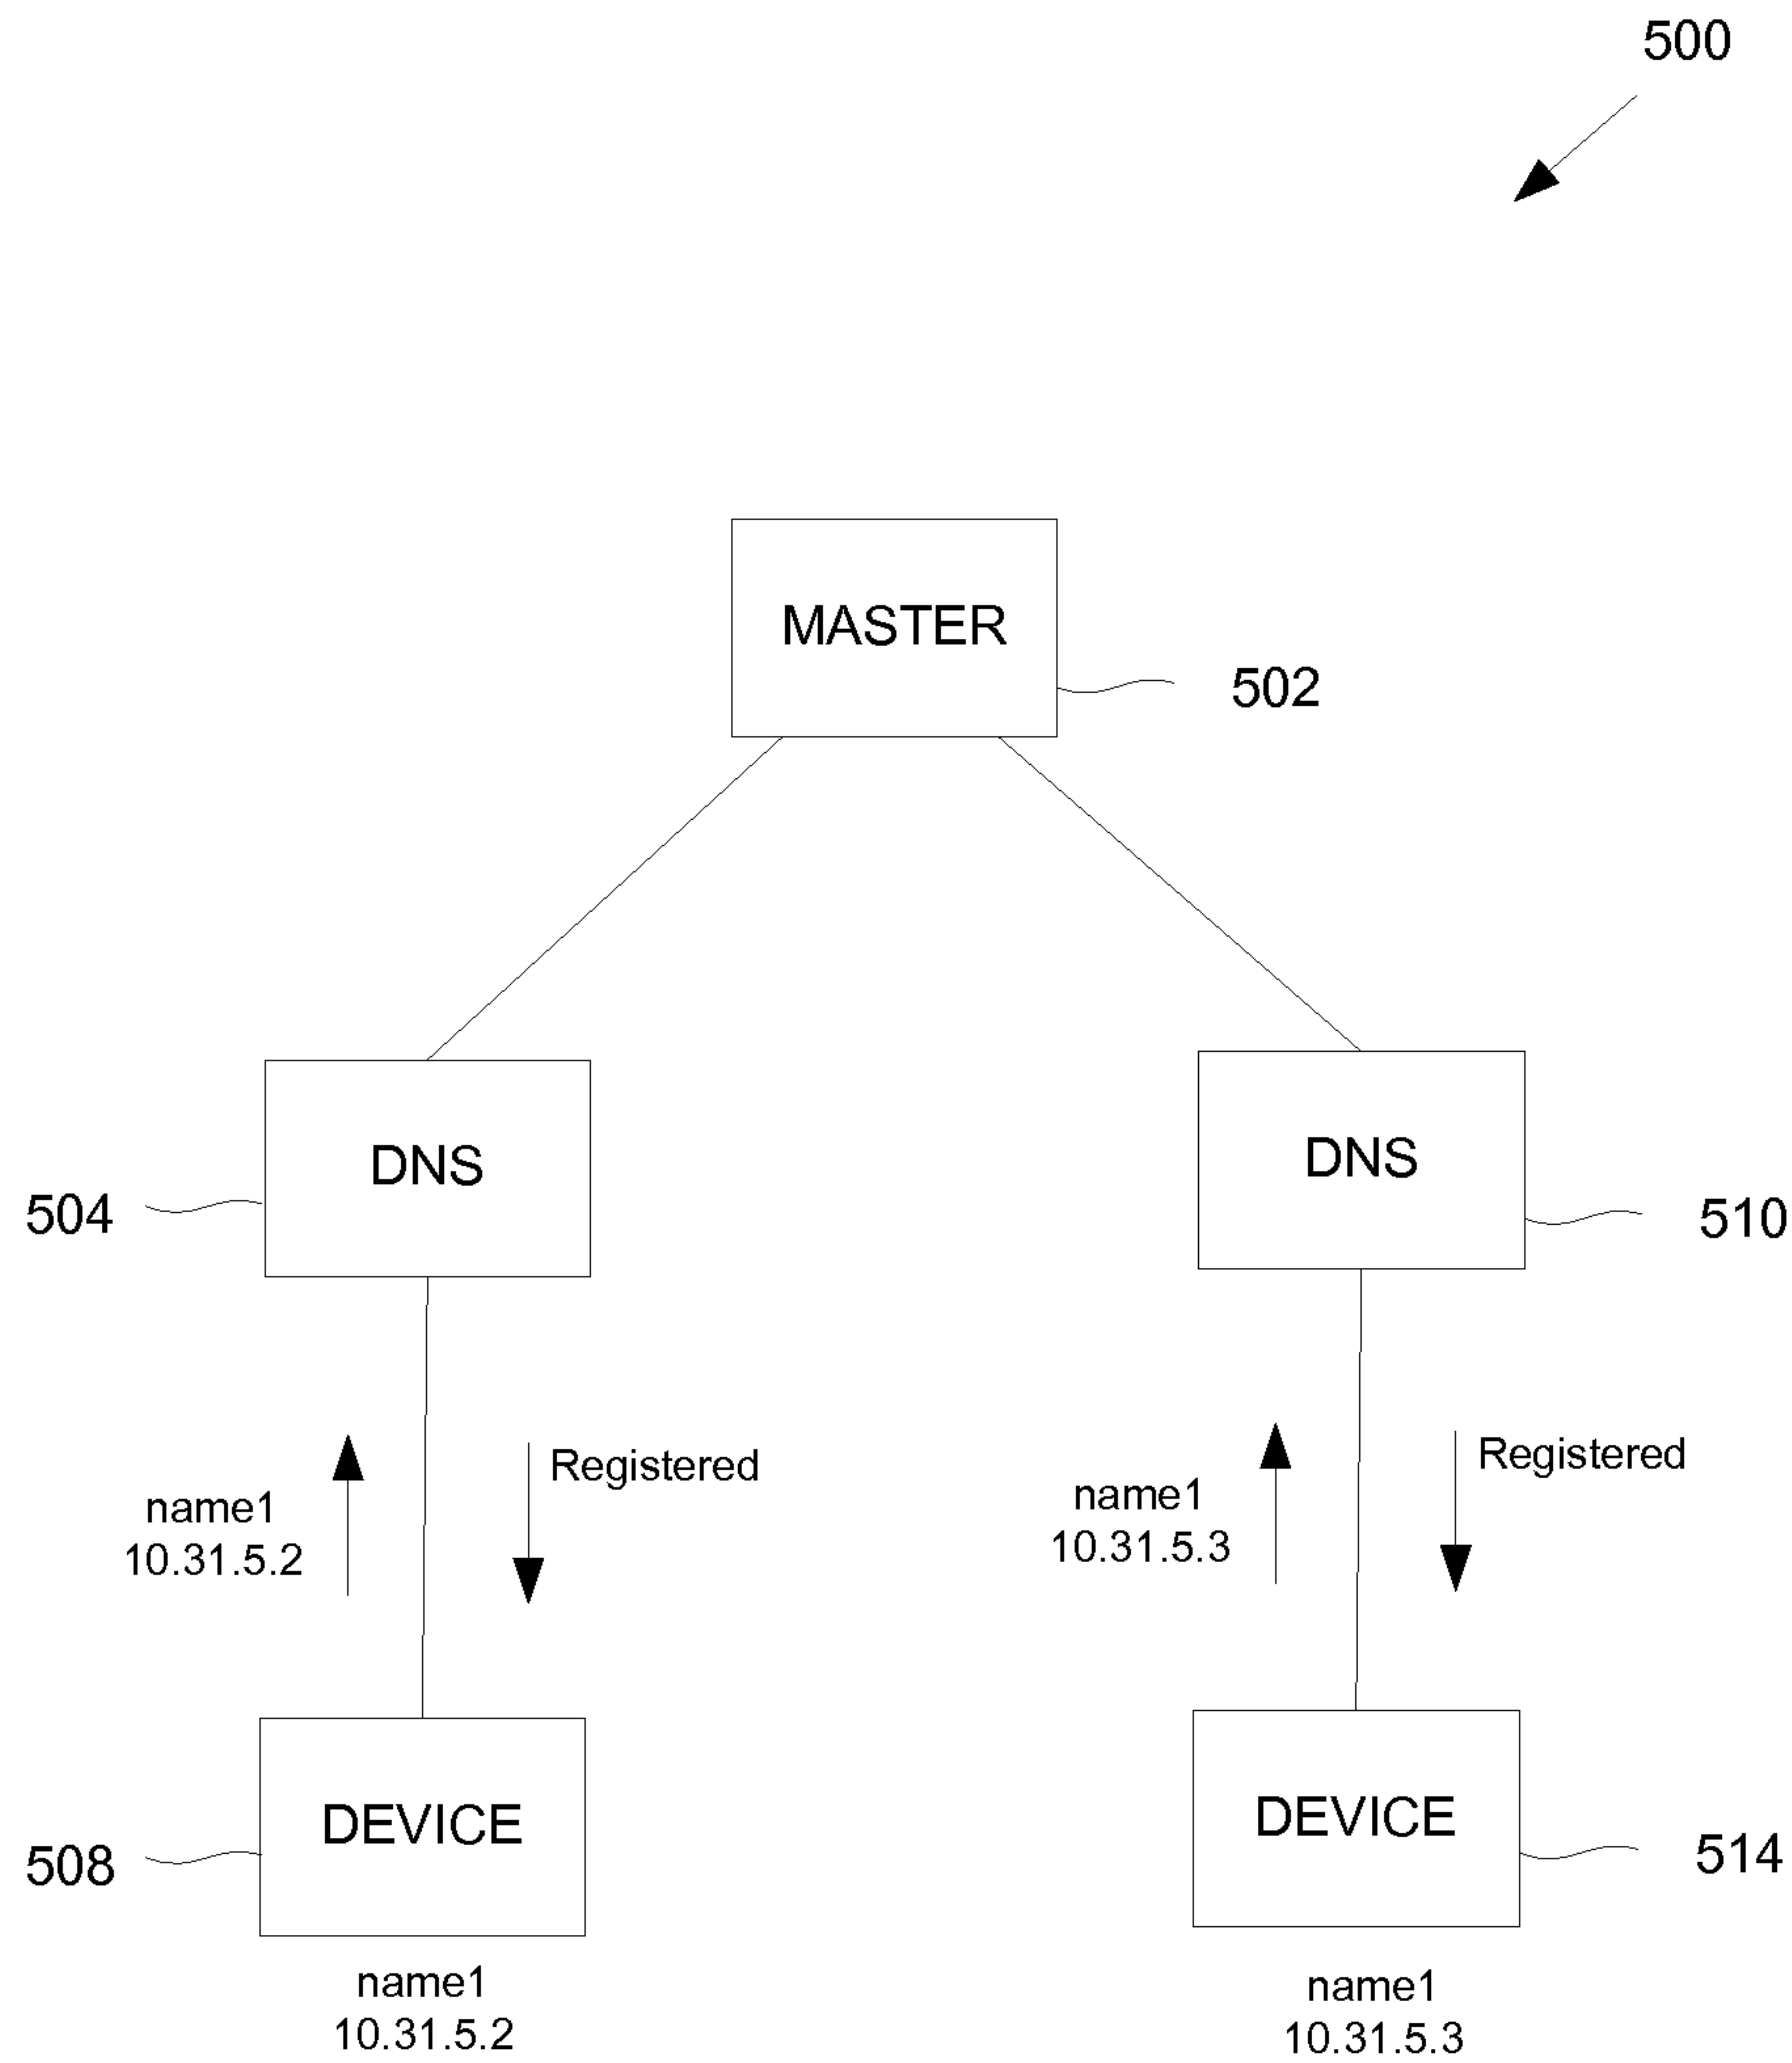 500
MASTER
502
DNS
504
DNS
510
name1
10.31.5.2
Registered
name1
10.31.5.3
Registered
DEVICE
508
DEVICE
514
name1
10.31.5.2
name1
10.31.5.3